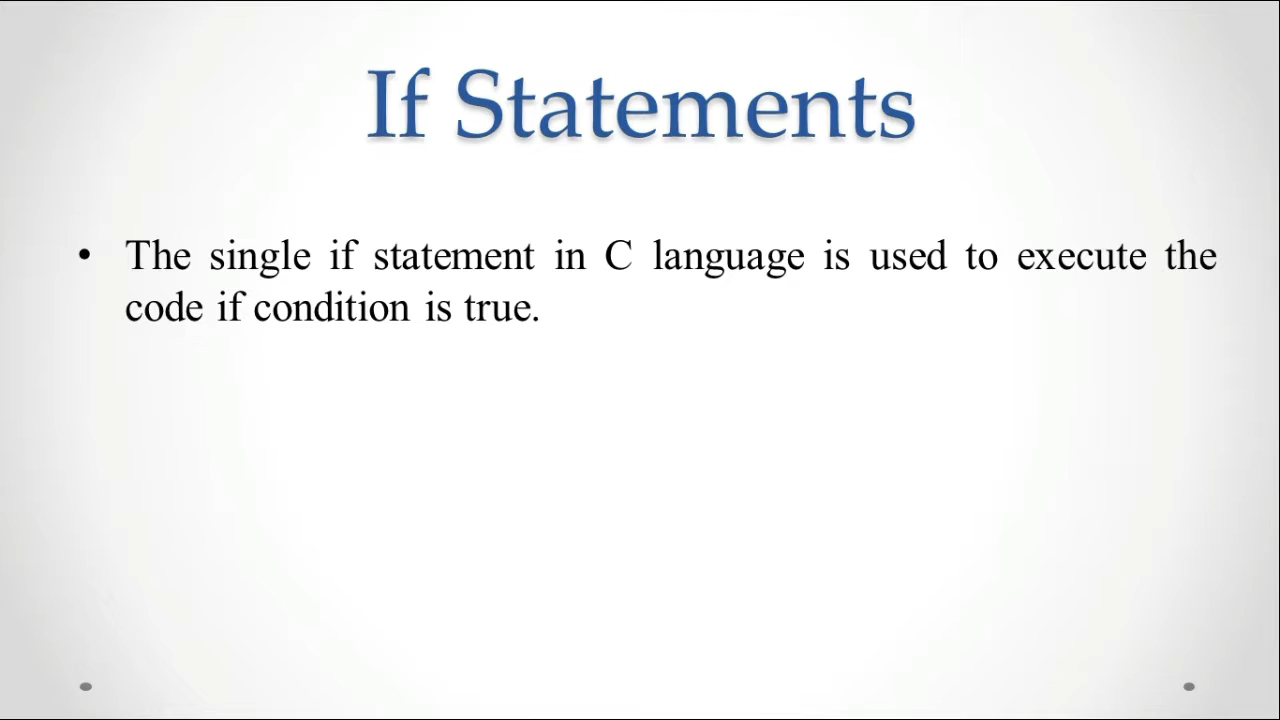 If Statements
• The single if statement in C language is used to execute the
code if condition is true.